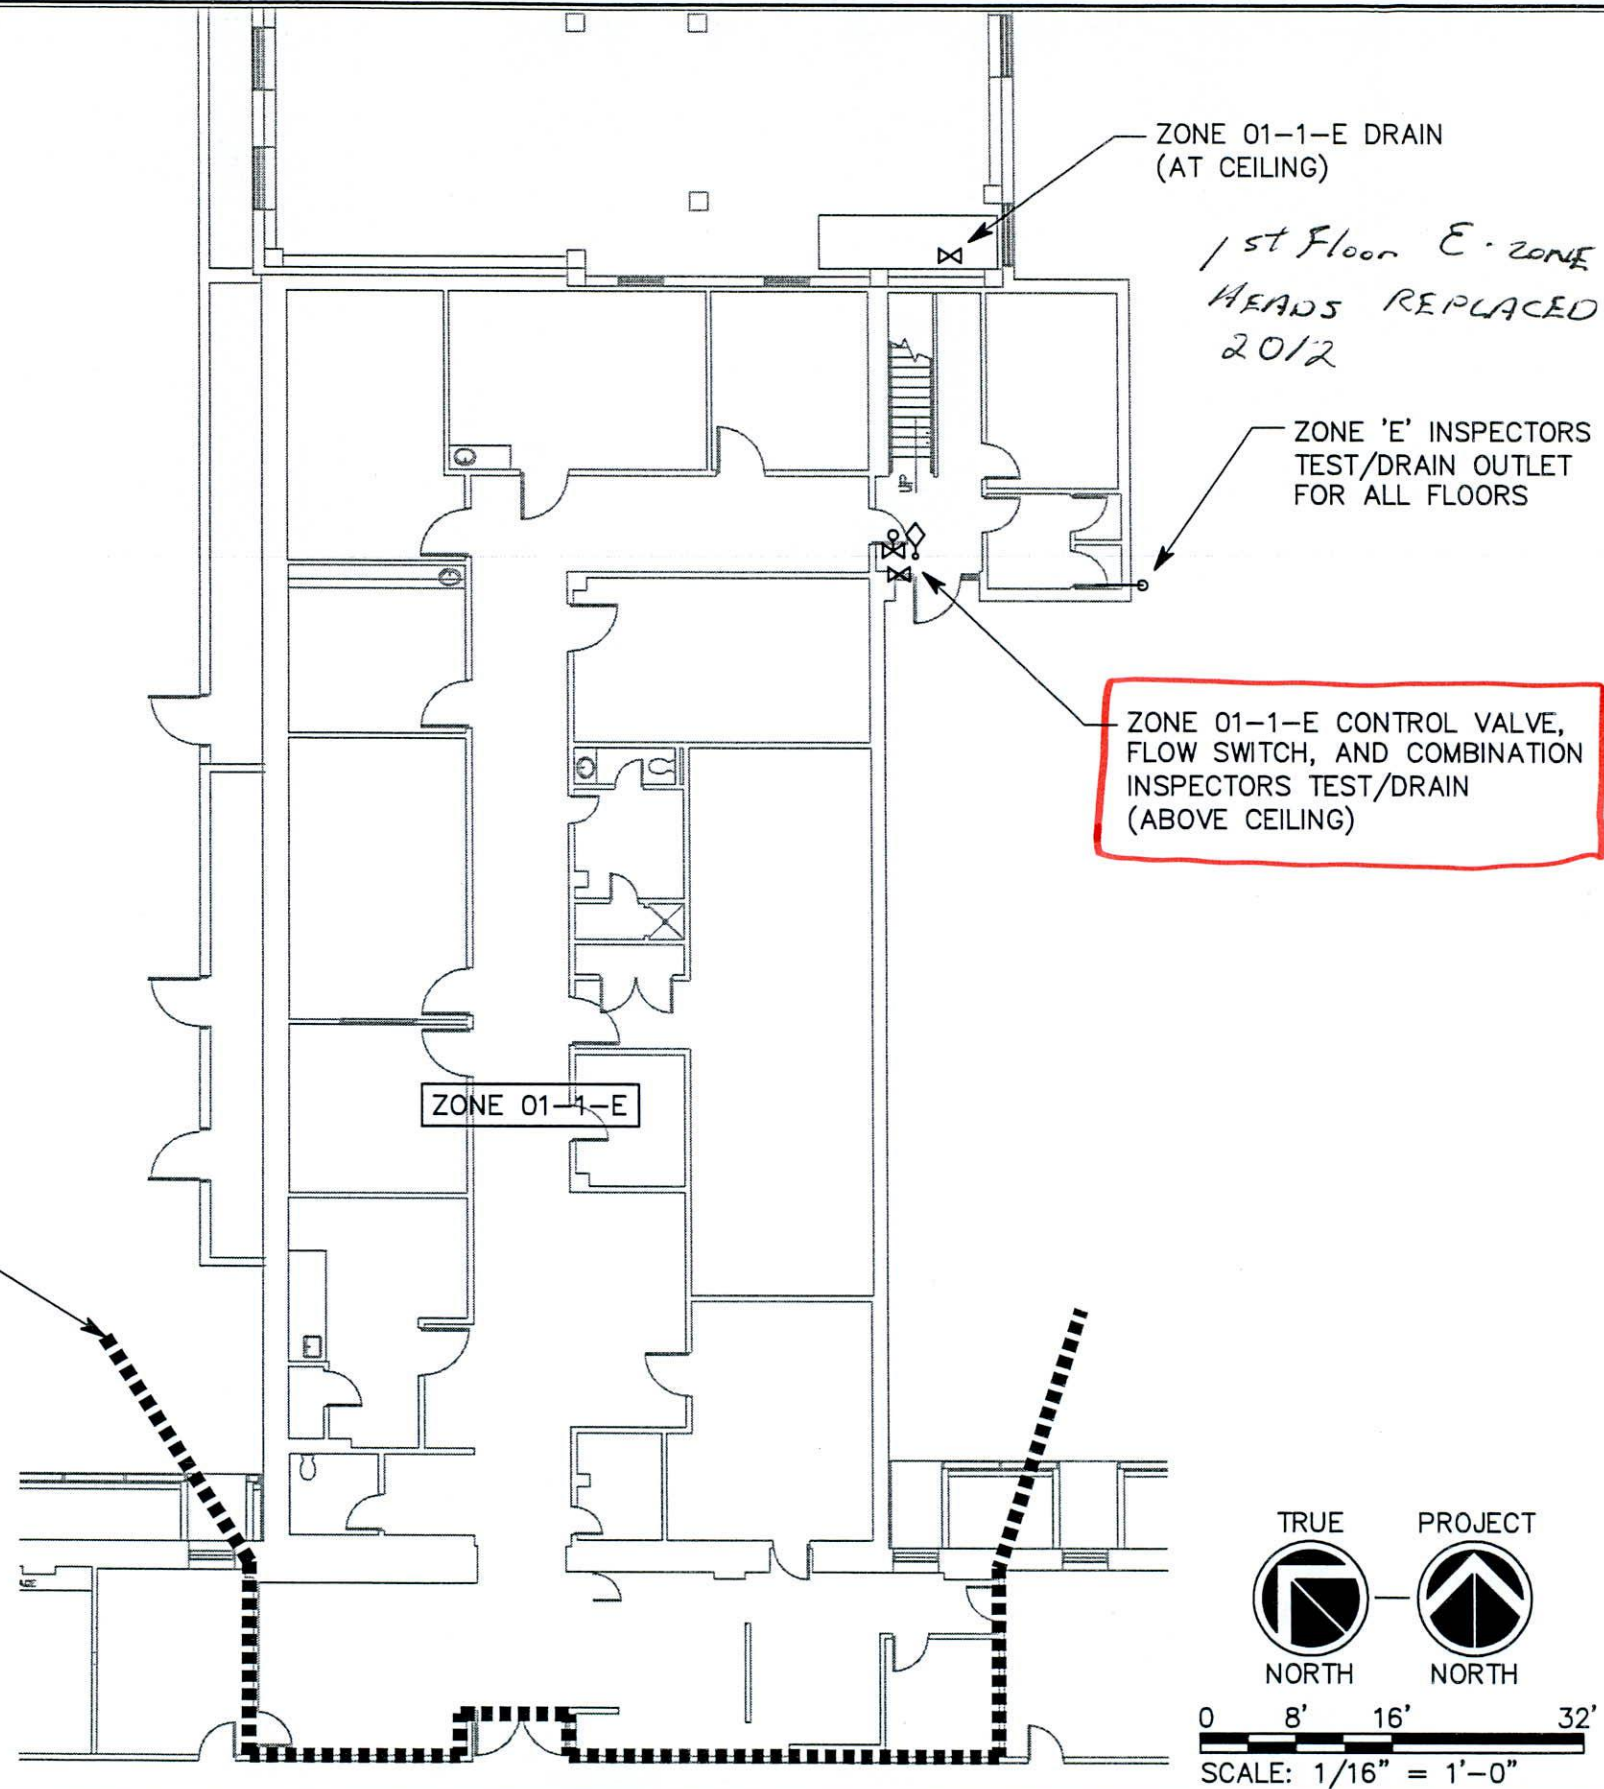 ZONE 01-1-E DRAIN
(AT CEILING)
1st Floor E-ZONE
HEADS REPLACED
2012
ZONE 'E' INSPECTORS
TEST/DRAIN OUTLET
FOR ALL FLOORS
UP
ZONE 01-1-E CONTROL VALVE,
FLOW SWITCH, AND COMBINATION
INSPECTORS TEST/DRAIN
(ABOVE CEILING)
ZONE 01-1-E
TRUE
NORTH
PROJECT
NORTH
0 8' 16' 32'
SCALE: 1/16" = 1'-0"